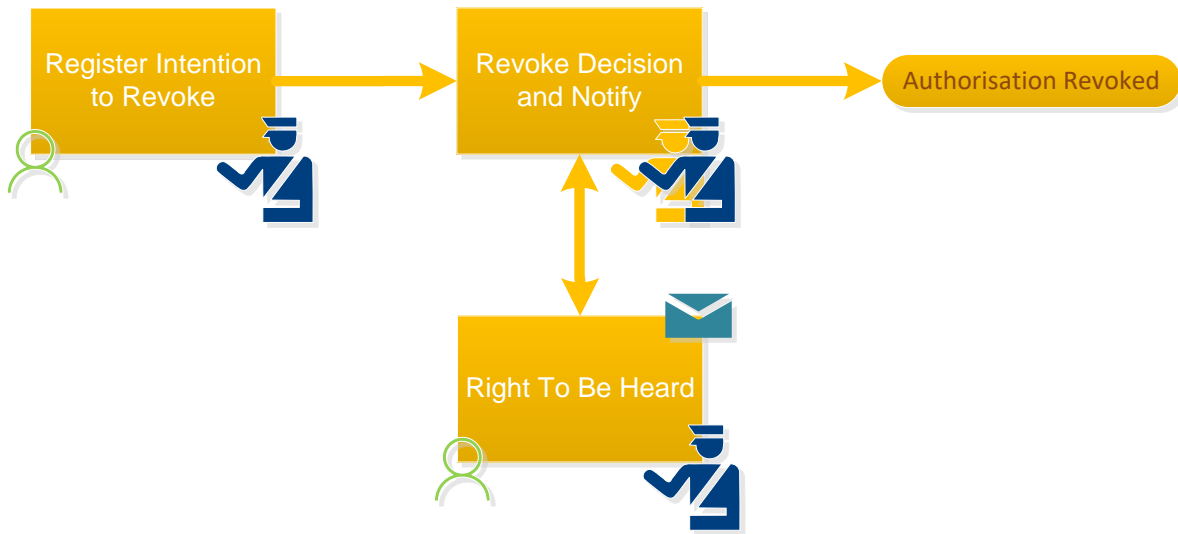 Register Intention
to Revoke
Revoke Decision
and Notify
Authorisation Revoked
Right To Be Heard